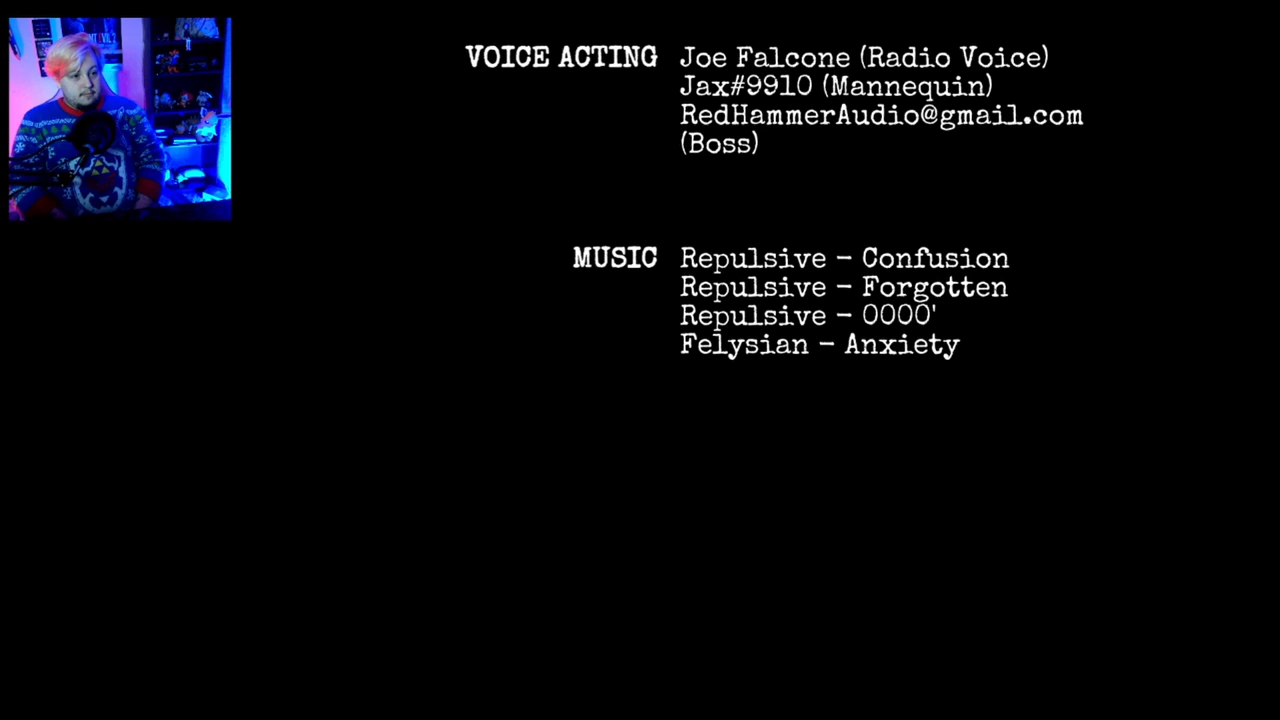 VOICE ACTING Joe Falcone (Radio Voice)
Jax#9910 (Mannequin)
RedHammerAudio@gmail.com
(Boss)
MUSIC Repulsive - Confusion
Repulsive - Forgotten
Repulsive - 0000'
Felysian - Anxiety